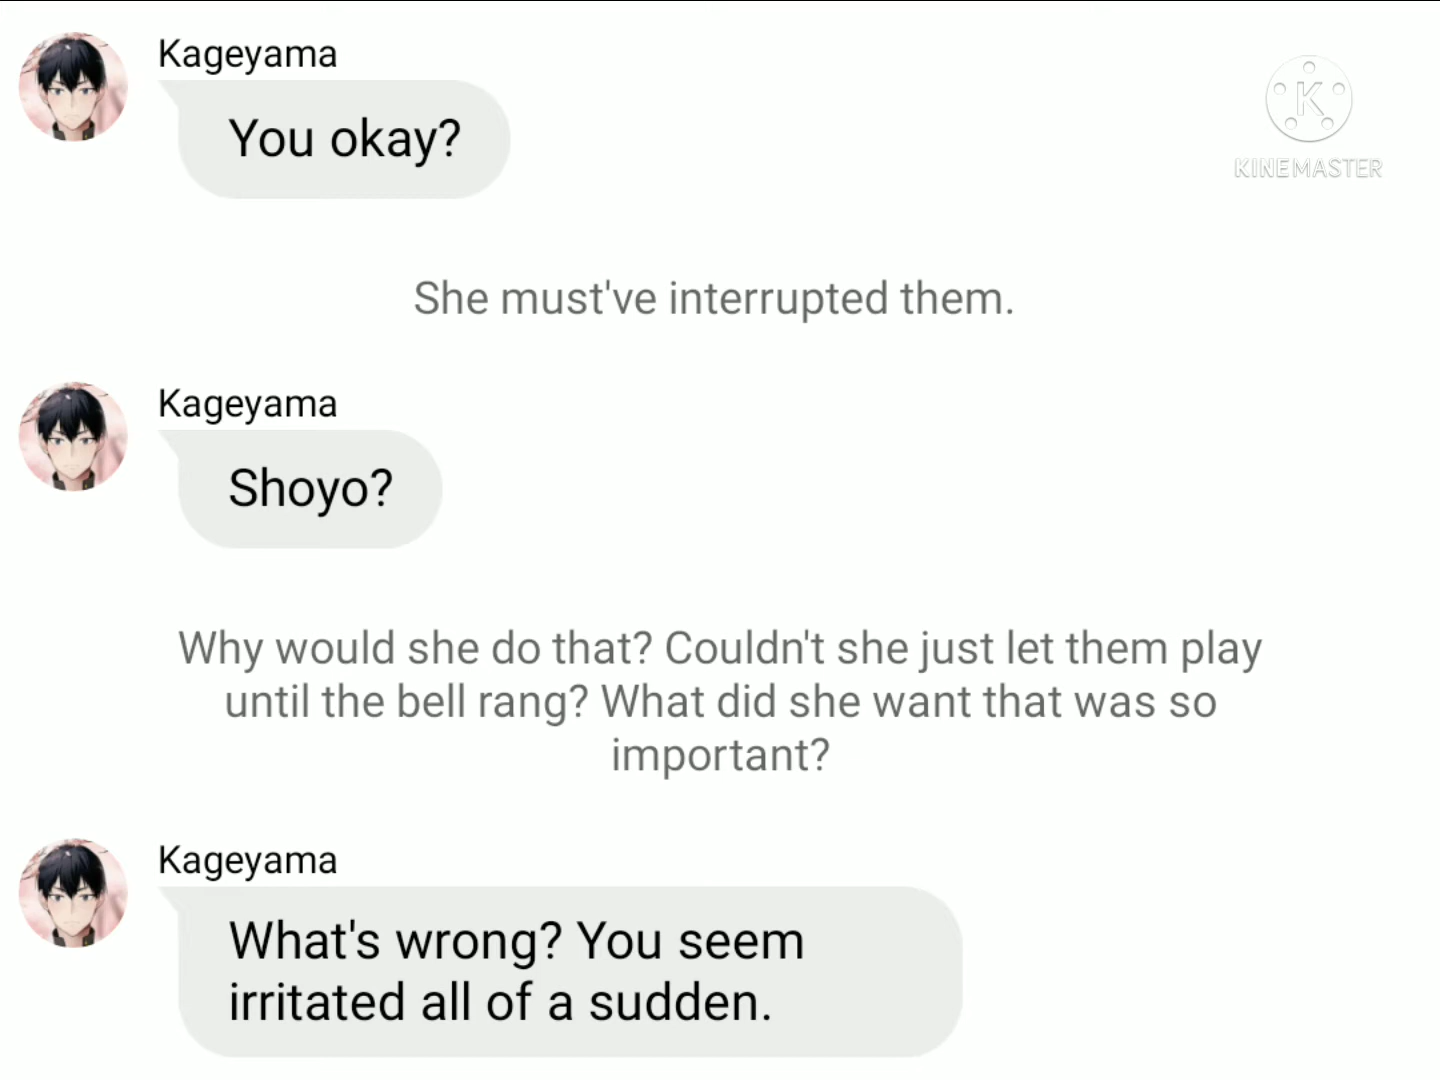 Kageyama
You okay?
KINEMASTER
She must've interrupted them.
Kageyama
Shoyo?
Why would she do that? Couldn't she just let them play
until the bell rang? What did she want that was so
important?
Kageyama
What's wrong? You seem
irritated all of a sudden.